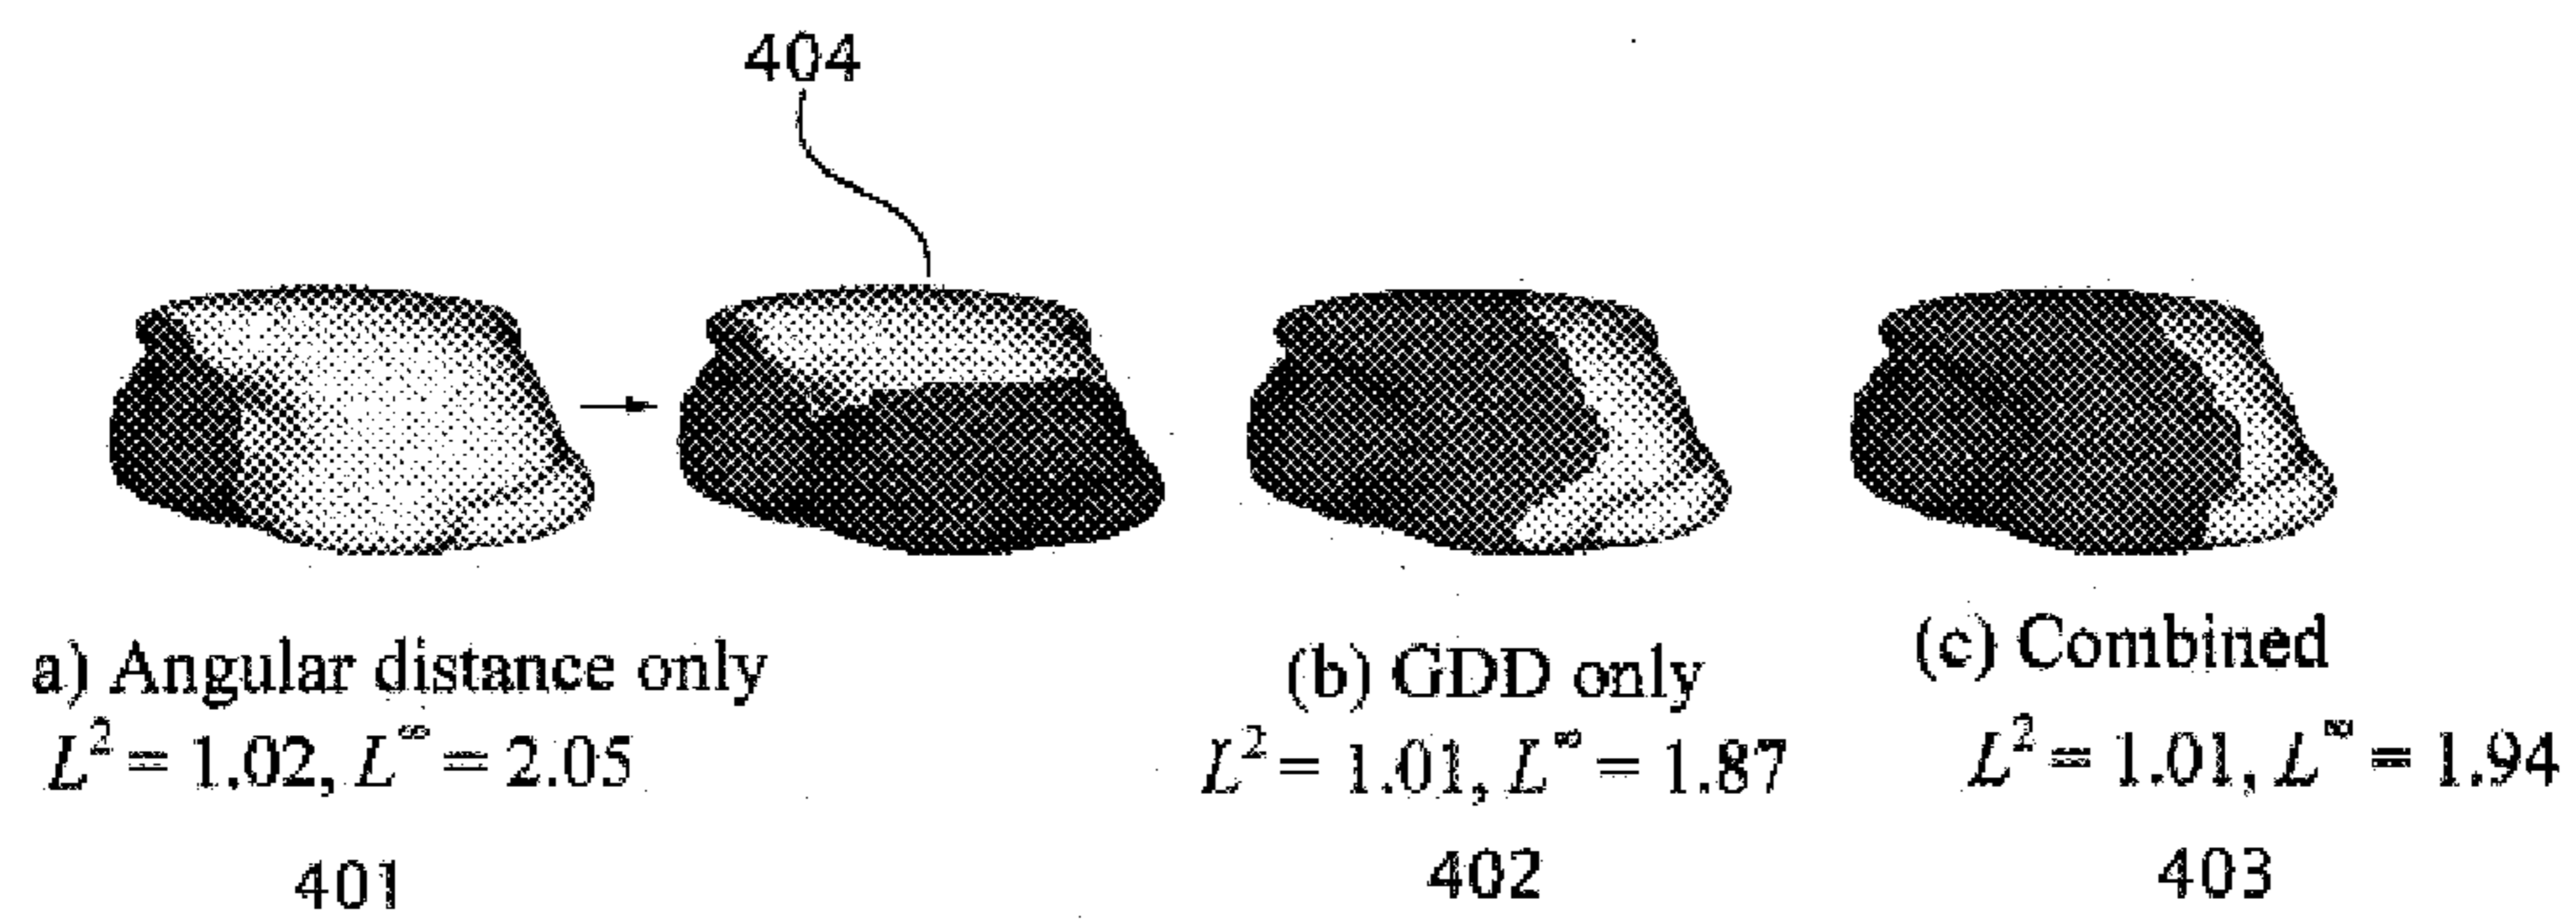 404
a) Angular distance only
L² = 1.02, L^∞ = 2.05
401
(b) GDD only
L² = 1.01, L^∞ = 1.87
402
(c) Combined
L² = 1.01, L^∞ = 1.94
403